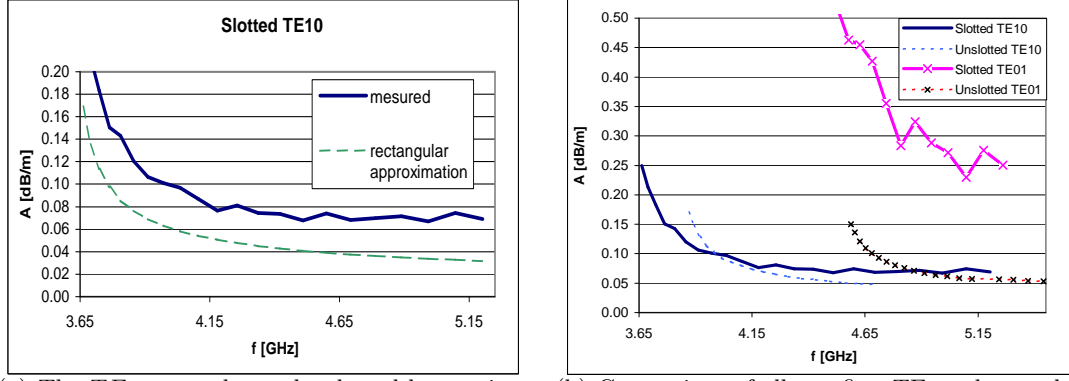 Slotted TE10
0.20
0.18
0.16
0.14
0.12
0.10
0.08
0.06
0.04
0.02
0.00
A [dB/m]
mesured
rectangular
approximation
3.65 4.15 4.65 5.15
f [GHz]
0.50
0.45
0.40
0.35
0.30
0.25
0.20
0.15
0.10
0.05
0.00
A [dB/m]
Slotted TE10
Unslotted TE10
Slotted TE01
Unslotted TE01
3.65 4.15 4.65 5.15
f [GHz]